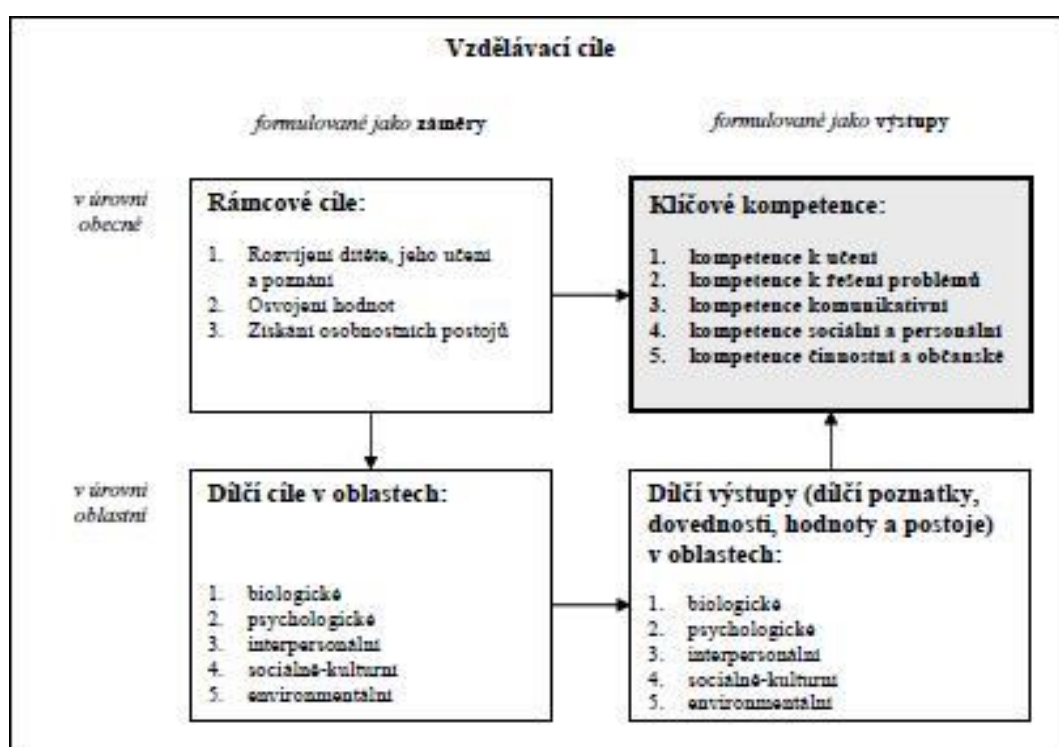 Vzdělávací cíle
formulované jako záměry
formulované jako výstupy
v úrovni
obecné
Rámcové cíle:
1. Rozvíjení dítěte, jeho učení
a poznání
2. Osvojení hodnot
3. Získání osobnostních postojů
Klíčové kompetence:
1. kompetence k učení
2. kompetence k řešení problémů
3. kompetence komunikativní
4. kompetence sociální a personální
5. kompetence činnostní a občanské
v úrovni
oblastní
Dílčí cíle v oblastech:
1. biologické
2. psychologické
3. interpersonální
4. sociálně-kulturní
5. environmentální
Dílčí výstupy (dílčí poznatky,
dovednosti, hodnoty a postoje)
v oblastech:
1. biologické
2. psychologické
3. interpersonální
4. sociálně-kulturní
5. environmentální